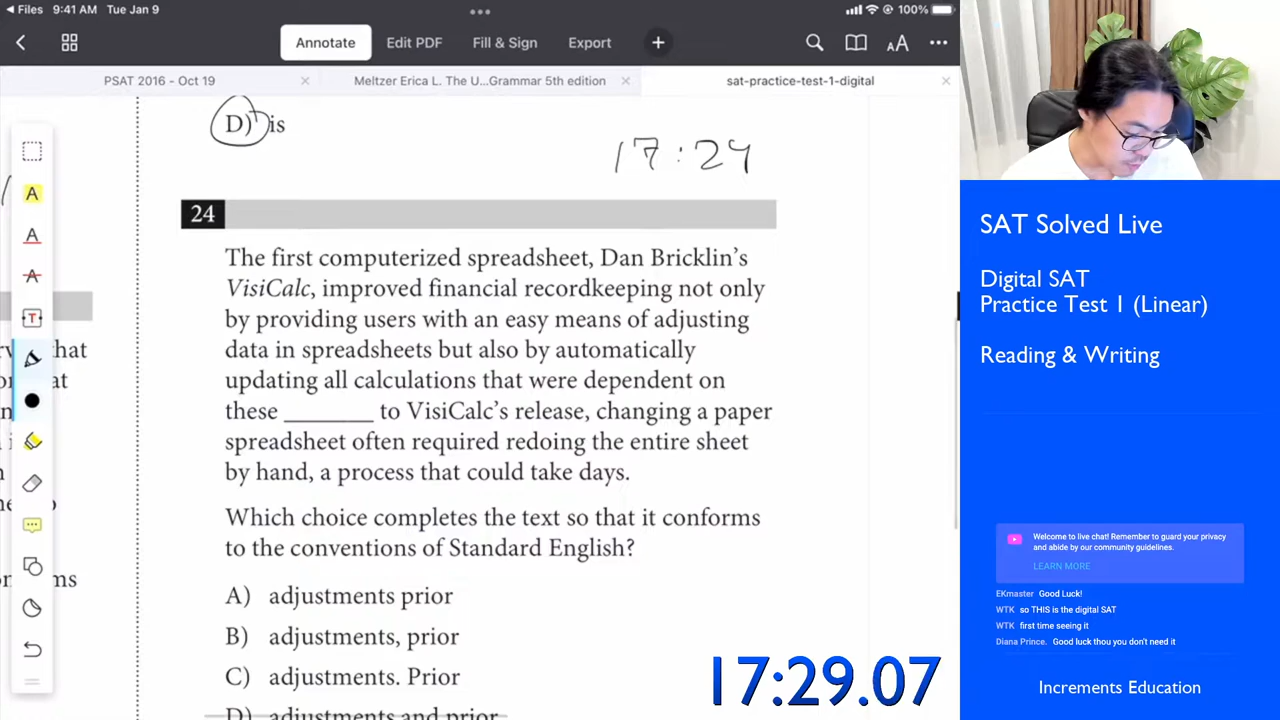 Files 9:41 AM Tue Jan 9 100%
Annotate Edit PDF Fill & Sign Export
PSAT 2016 - Oct 19 Meltzer Erica L. The U...Grammar 5th edition sat-practice-test-1-digital
D) is
17:24
24
The first computerized spreadsheet, Dan Bricklin's
VisiCalc, improved financial recordkeeping not only
by providing users with an easy means of adjusting
data in spreadsheets but also by automatically
updating all calculations that were dependent on
these ________ to VisiCalc's release, changing a paper
spreadsheet often required redoing the entire sheet
by hand, a process that could take days.
Which choice completes the text so that it conforms
to the conventions of Standard English?
A) adjustments prior
B) adjustments, prior
C) adjustments. Prior
D) adjustments and prior
17:29.07
SAT Solved Live
Digital SAT
Practice Test 1 (Linear)
Reading & Writing
Welcome to live chat! Remember to guard your privacy
and abide by our community guidelines.
LEARN MORE
EKmaster Good Luck!
WTK so THIS is the digital SAT
WTK first time seeing it
Diana Prince. Good luck thou you don't need it
Increments Education